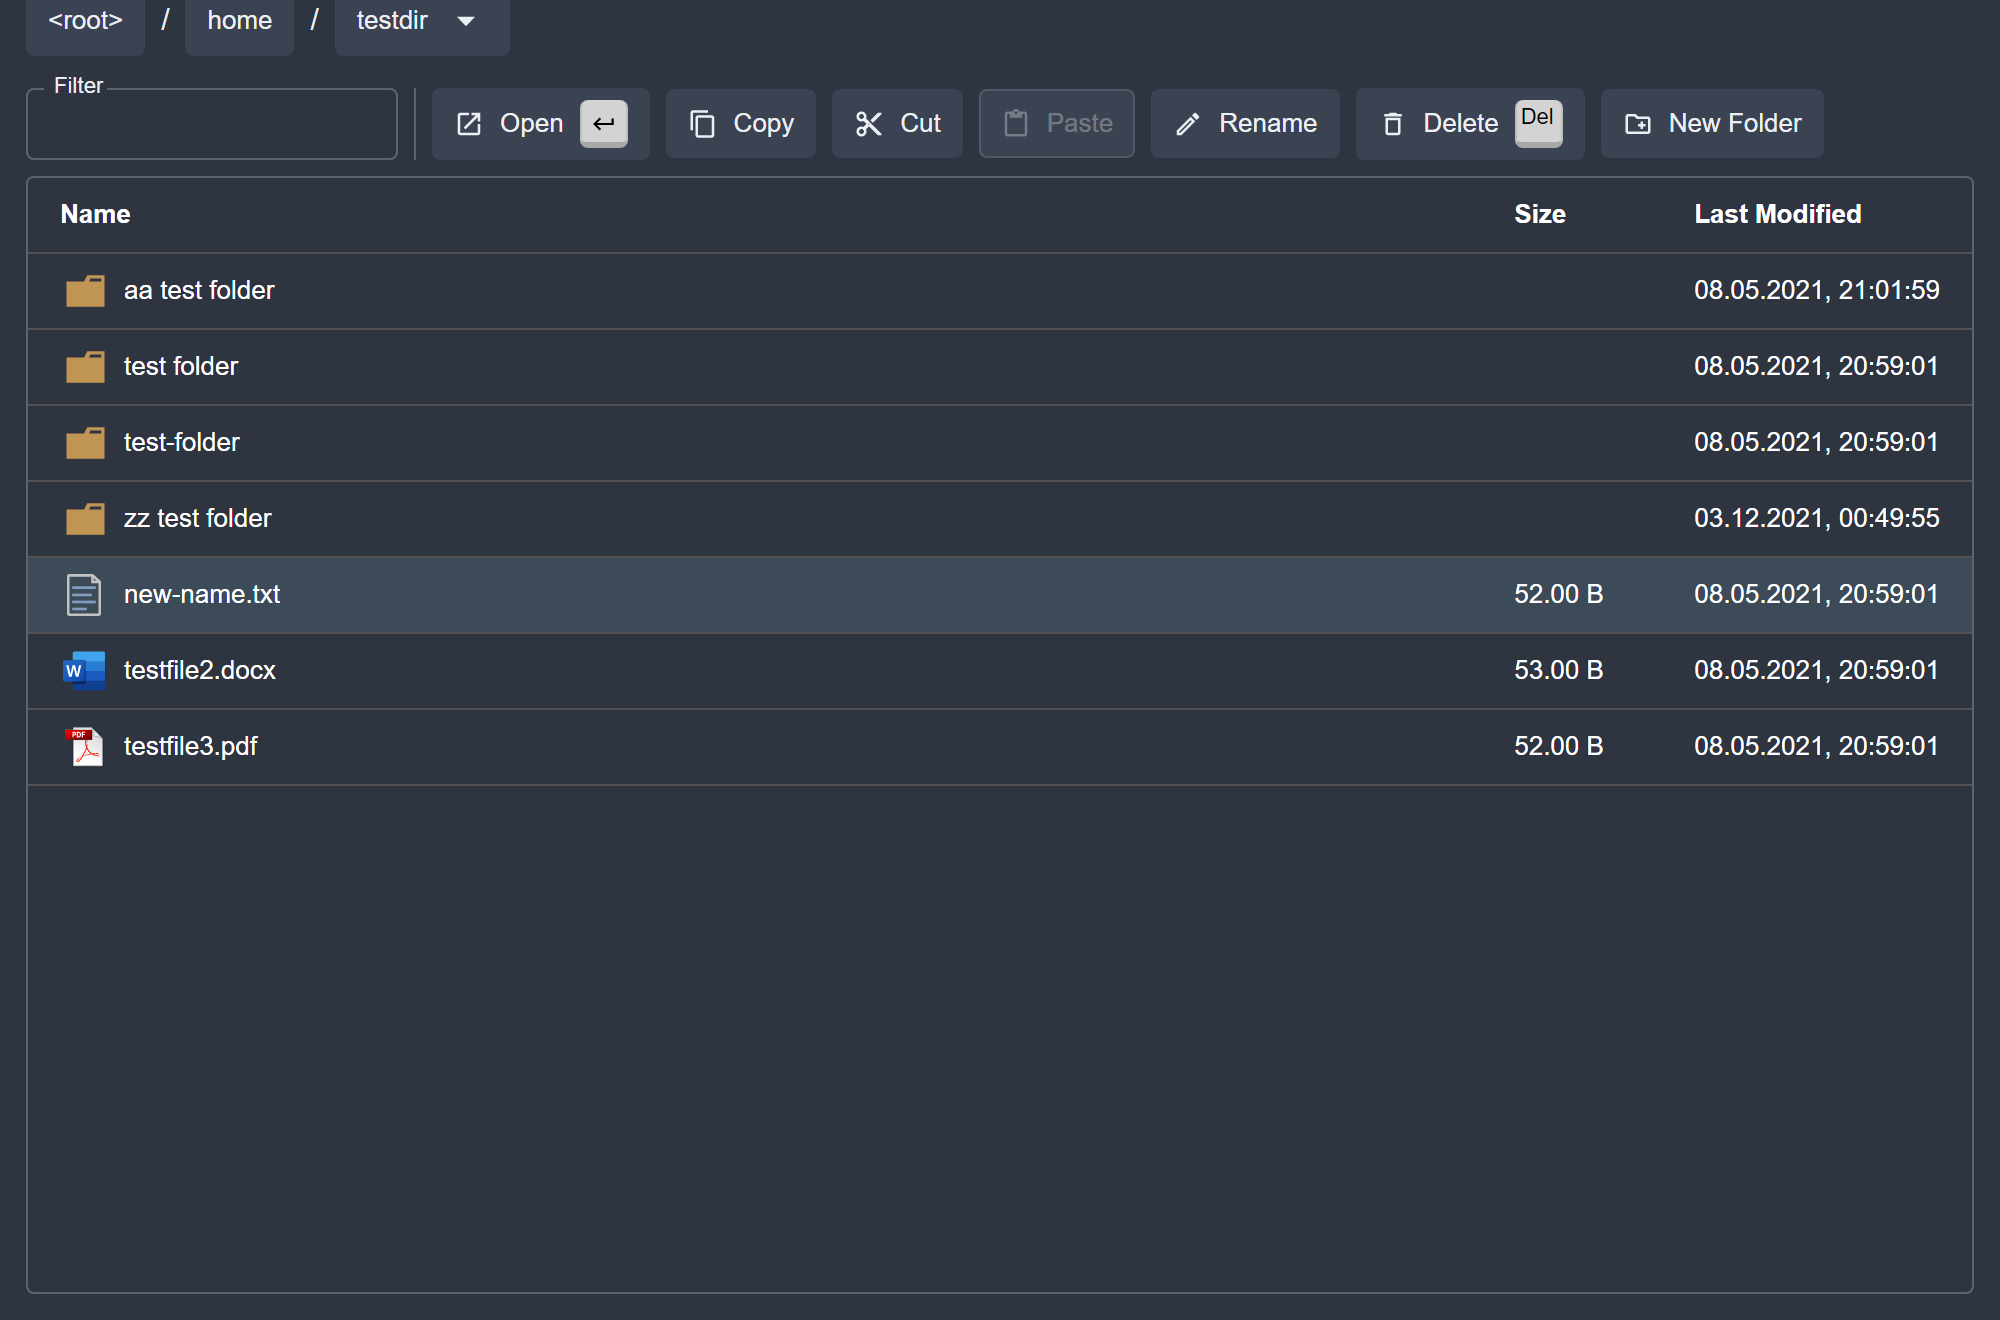 <root> / home / testdir
Filter
Open Copy Cut Paste Rename Delete Del New Folder
Name Size Last Modified
aa test folder 08.05.2021, 21:01:59
test folder 08.05.2021, 20:59:01
test-folder 08.05.2021, 20:59:01
zz test folder 03.12.2021, 00:49:55
new-name.txt 52.00 B 08.05.2021, 20:59:01
W testfile2.docx 53.00 B 08.05.2021, 20:59:01
PDF testfile3.pdf 52.00 B 08.05.2021, 20:59:01